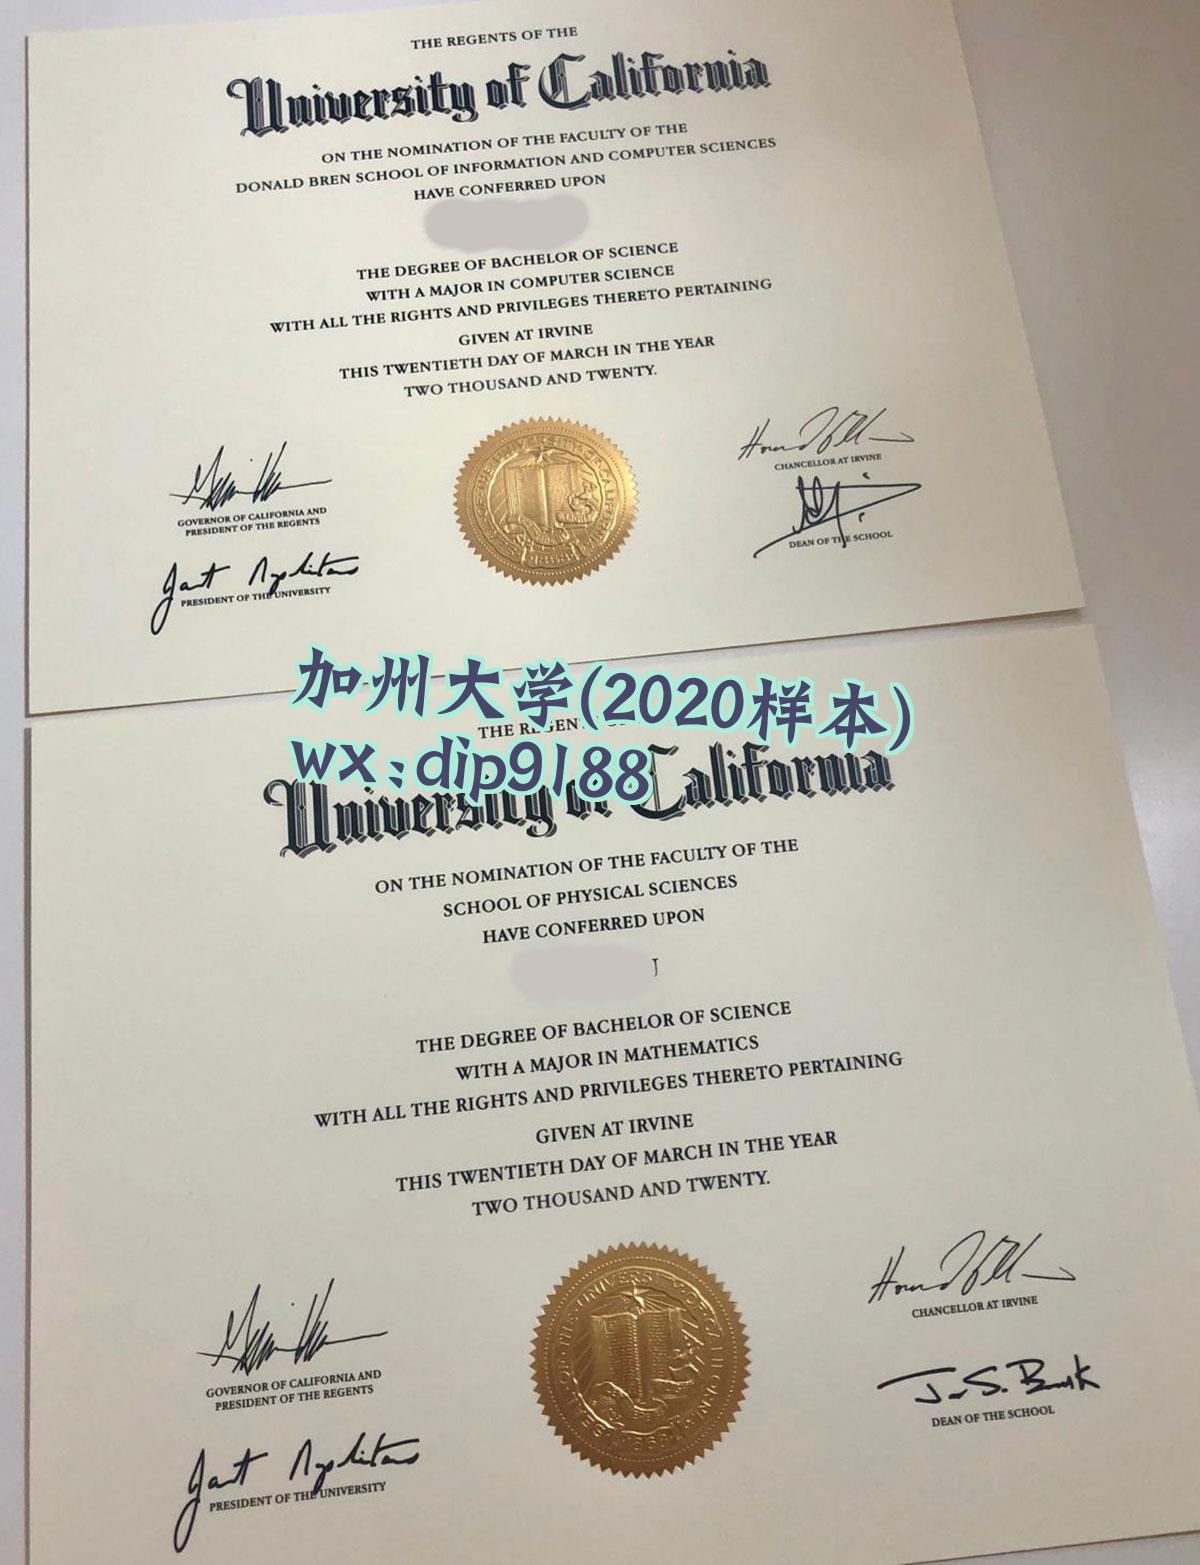 THE REGENTS OF THE
University of California
ON THE NOMINATION OF THE FACULTY OF THE
DONALD BREN SCHOOL OF INFORMATION AND COMPUTER SCIENCES
HAVE CONFERRED UPON
THE DEGREE OF BACHELOR OF SCIENCE
WITH A MAJOR IN COMPUTER SCIENCE
WITH ALL THE RIGHTS AND PRIVILEGES THERETO PERTAINING
GIVEN AT IRVINE
THIS TWENTIETH DAY OF MARCH IN THE YEAR
TWO THOUSAND AND TWENTY.
GOVERNOR OF CALIFORNIA AND
PRESIDENT OF THE REGENTS
PRESIDENT OF THE UNIVERSITY
CHANCELLOR AT IRVINE
DEAN OF THE SCHOOL
加州大学(2020样本)
wx:dip9188
THE
University of California
ON THE NOMINATION OF THE FACULTY OF THE
SCHOOL OF PHYSICAL SCIENCES
HAVE CONFERRED UPON
THE DEGREE OF BACHELOR OF SCIENCE
WITH A MAJOR IN MATHEMATICS
WITH ALL THE RIGHTS AND PRIVILEGES THERETO PERTAINING
GIVEN AT IRVINE
THIS TWENTIETH DAY OF MARCH IN THE YEAR
TWO THOUSAND AND TWENTY.
GOVERNOR OF CALIFORNIA AND
PRESIDENT OF THE REGENTS
PRESIDENT OF THE UNIVERSITY
CHANCELLOR AT IRVINE
DEAN OF THE SCHOOL